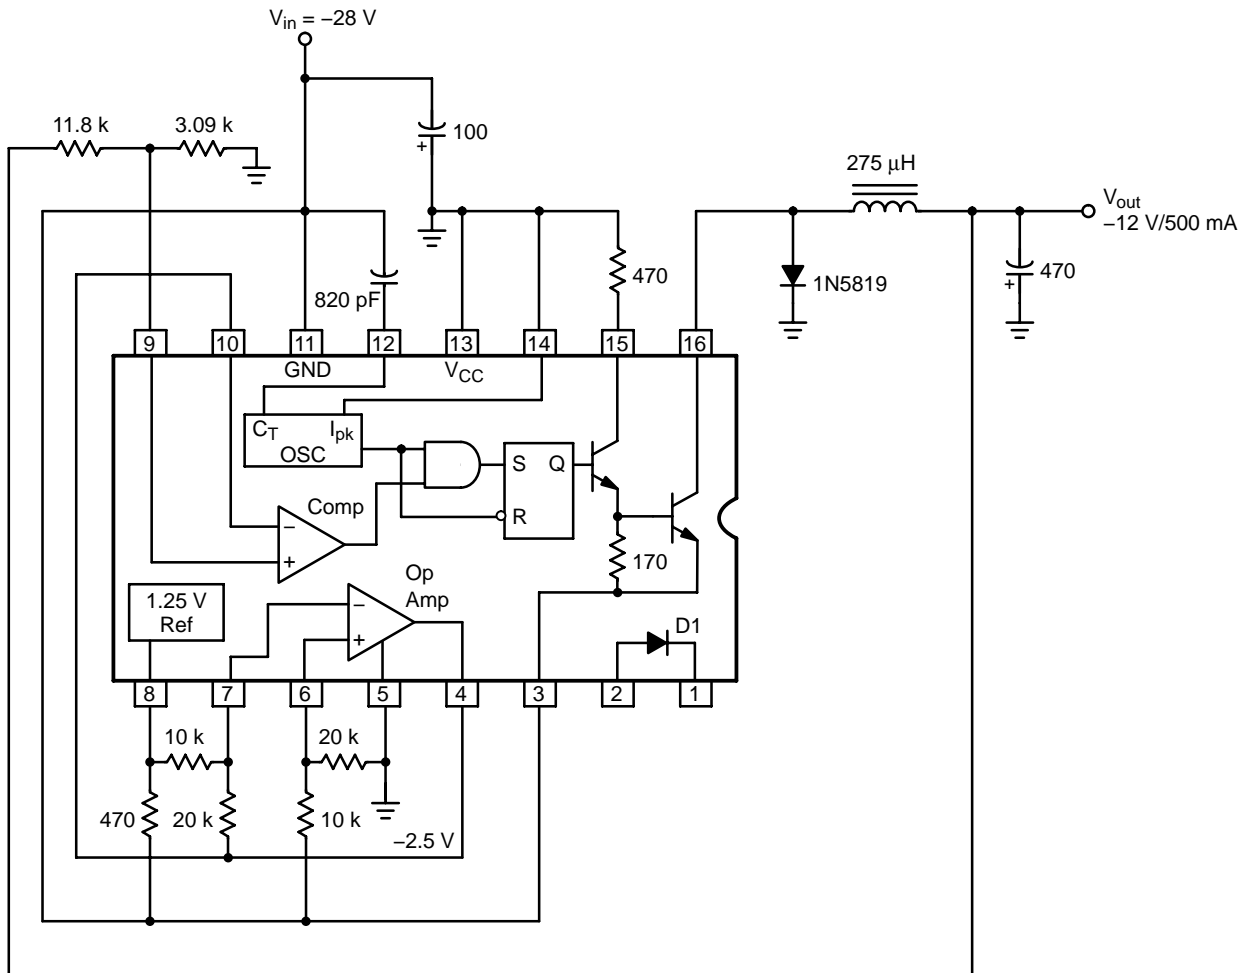 Vin = –28 V
11.8 k
3.09 k
100
275 μH
Vout
–12 V/500 mA
470
820 pF
1N5819
470
9
10
11
12
13
14
15
16
GND
VCC
CT
Ipk
OSC
S
Q
R
Comp
170
Op
Amp
1.25 V
Ref
D1
–
+
–
+
8
7
6
5
4
3
2
1
10 k
20 k
470
20 k
10 k
–2.5 V
+
+